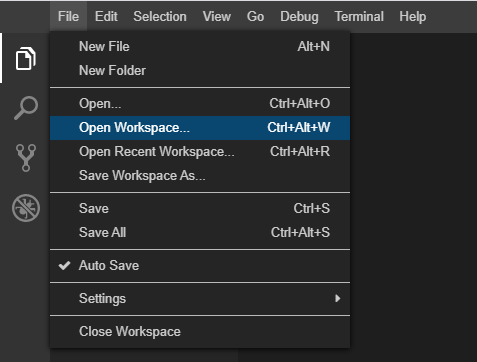 File Edit Selection View Go Debug Terminal Help
New File Alt+N
New Folder
Open... Ctrl+Alt+O
Open Workspace... Ctrl+Alt+W
Open Recent Workspace... Ctrl+Alt+R
Save Workspace As...
Save Ctrl+S
Save All Ctrl+Alt+S
Auto Save
Settings
Close Workspace